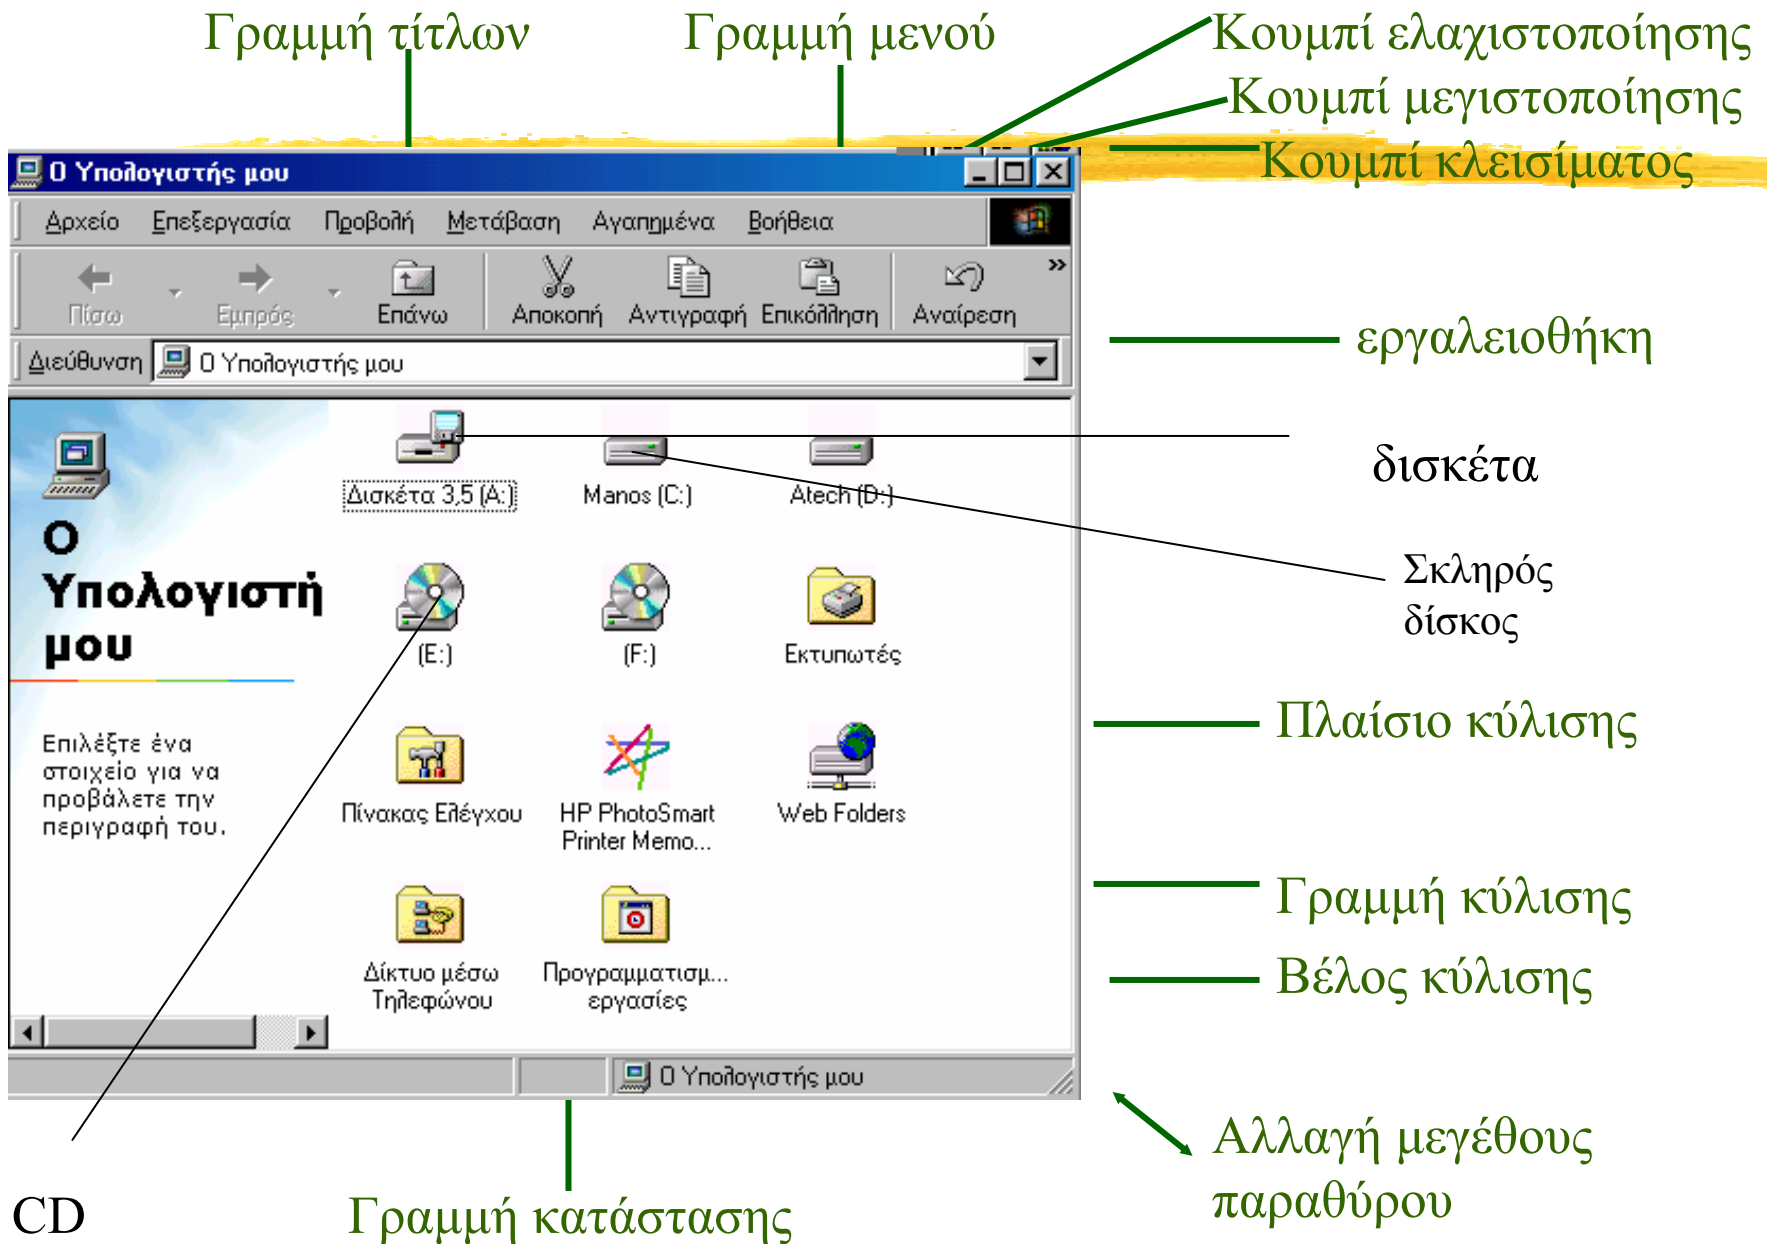 Γραμμή τίτλων
Γραμμή μενού
Κουμπί ελαχιστοποίησης
Κουμπί μεγιστοποίησης
Κουμπί κλεισίματος
Ο Υπολογιστής μου
Αρχείο Επεξεργασία Προβολή Μετάβαση Αγαπημένα Βοήθεια
Πίσω Εμπρός Επάνω Αποκοπή Αντιγραφή Επικόλληση Αναίρεση »
εργαλειοθήκη
Διεύθυνση Ο Υπολογιστής μου
δισκέτα
Δισκέτα 3,5 (A:) Manos (C:) Atech (D:)
Σκληρός
δίσκος
Ο
Υπολογιστή
μου
(E:) (F:) Εκτυπωτές
Πλαίσιο κύλισης
Επιλέξτε ένα
στοιχείο για να
προβάλετε την
περιγραφή του.
Πίνακας Ελέγχου HP PhotoSmart
Printer Memo... Web Folders
Γραμμή κύλισης
Βέλος κύλισης
Δίκτυο μέσω
Τηλεφώνου
Προγραμματισμ...
εργασίες
Ο Υπολογιστής μου
Αλλαγή μεγέθους
παραθύρου
CD
Γραμμή κατάστασης